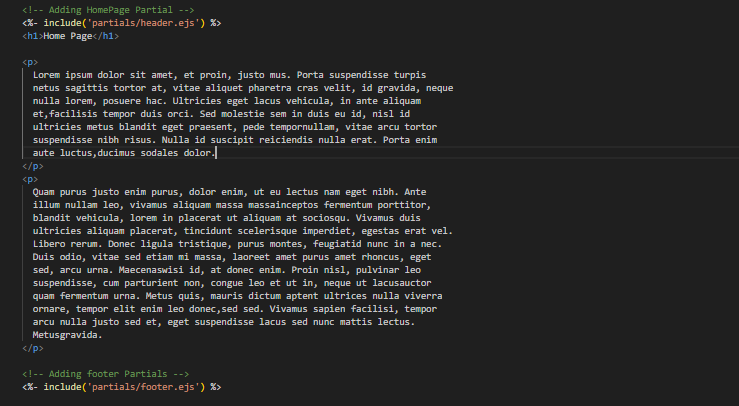 <!-- Adding HomePage Partial -->
<%- include('partials/header.ejs') %>
<h1>Home Page</h1>
<p>
Lorem ipsum dolor sit amet, et proin, justo mus. Porta suspendisse turpis
netus sagittis tortor at, vitae aliquet pharetra cras velit, id gravida, neque
nulla lorem, posuere hac. Ultricies eget lacus vehicula, in ante aliquam
et,facilisis tempor duis orci. Sed molestie sem in duis eu id, nisl id
ultricies metus blandit eget praesent, pede tempornullam, vitae arcu tortor
suspendisse nibh risus. Nulla id suscipit reiciendis nulla erat. Porta enim
aute luctus,ducimus sodales dolor.
</p>
<p>
Quam purus justo enim purus, dolor enim, ut eu lectus nam eget nibh. Ante
illum nullam leo, vivamus aliquam massa massainceptos fermentum porttitor,
blandit vehicula, lorem in placerat ut aliquam at sociosqu. Vivamus duis
ultricies aliquam placerat, tincidunt scelerisque imperdiet, egestas erat vel.
Libero rerum. Donec ligula tristique, purus montes, feugiatid nunc in a nec.
Duis odio, vitae sed etiam mi massa, laoreet amet purus amet rhoncus, eget
sed, arcu urna. Maecenaswisi id, at donec enim. Proin nisl, pulvinar leo
suspendisse, cum parturient non, congue leo et ut in, neque ut lacusauctor
quam fermentum urna. Metus quis, mauris dictum aptent ultrices nulla viverra
ornare, tempor elit enim leo donec,sed sed. Vivamus sapien facilisi, tempor
arcu nulla justo sed et, eget suspendisse lacus sed nunc mattis lectus.
Metusgravida.
</p>
<!-- Adding footer Partials -->
<%- include('partials/footer.ejs') %>